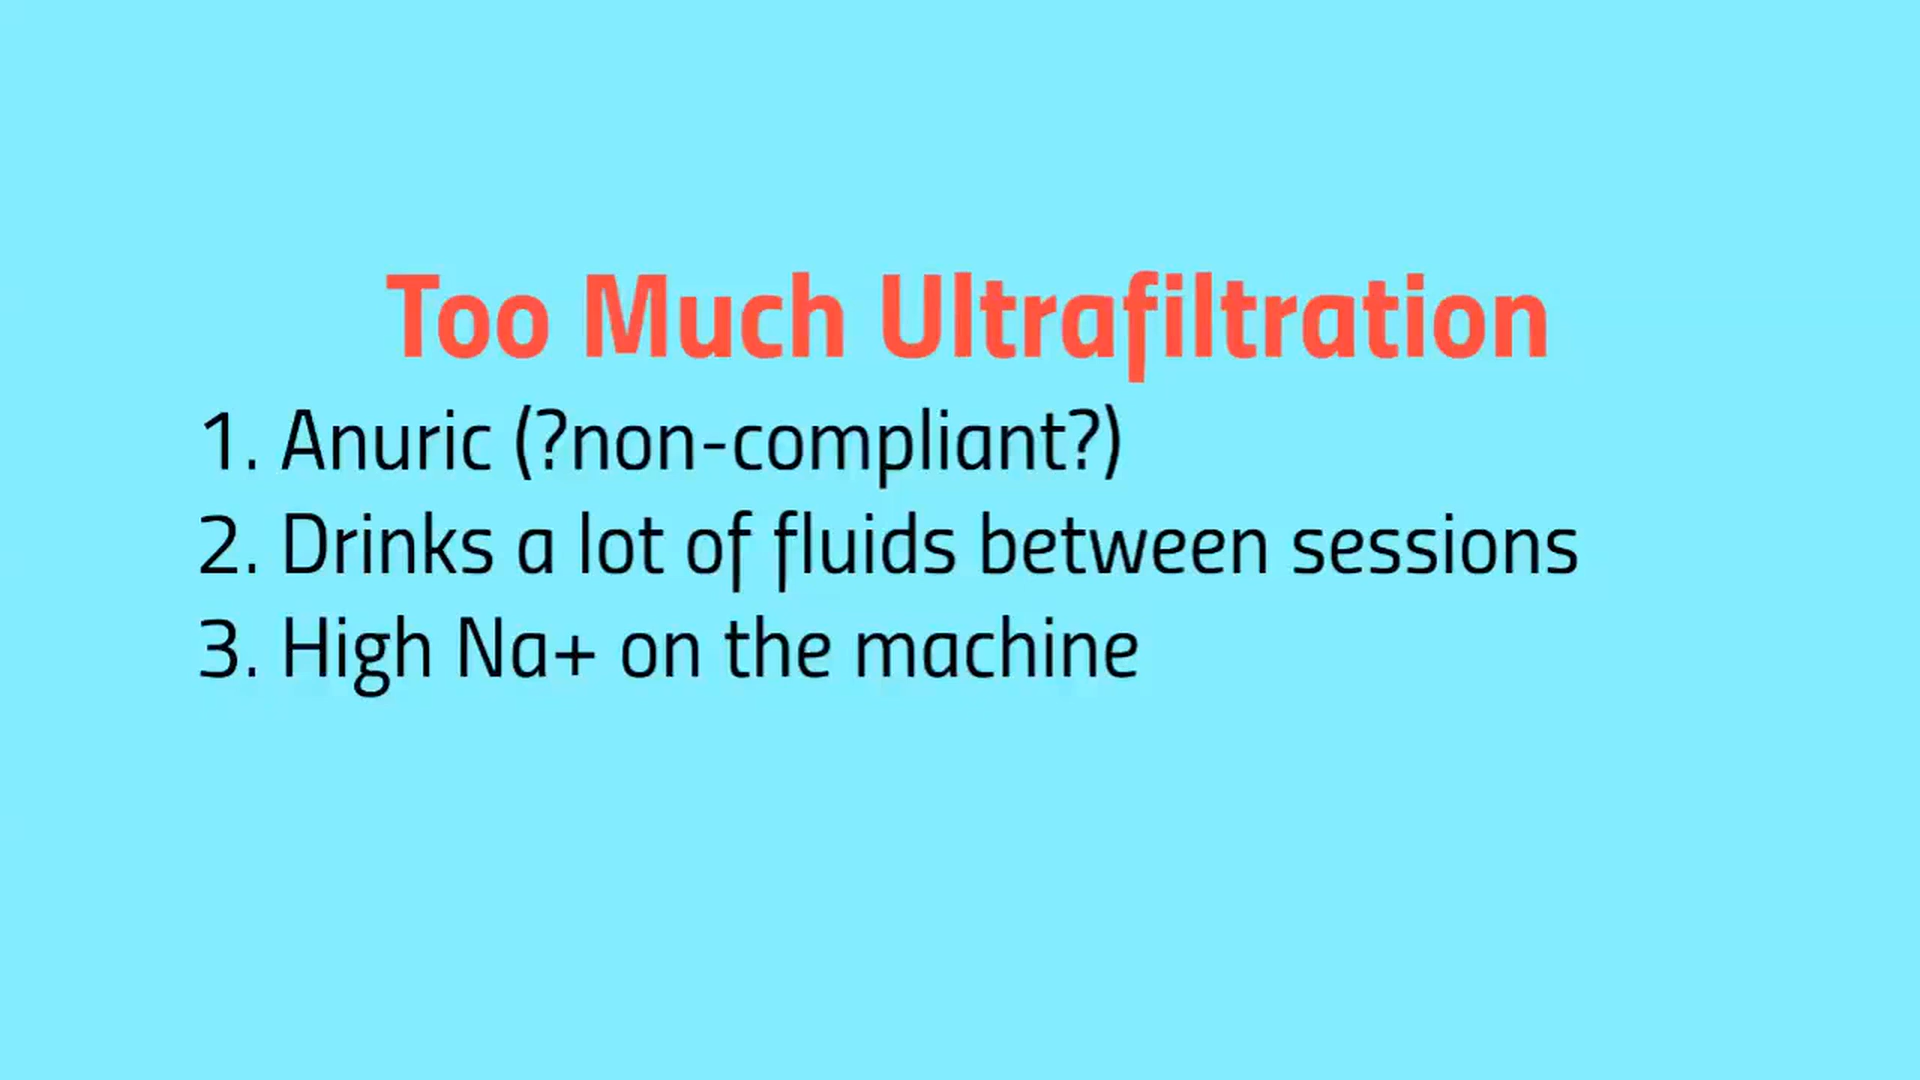 Too Much Ultrafiltration
1. Anuric (?non-compliant?)
2. Drinks a lot of fluids between sessions
3. High Na+ on the machine